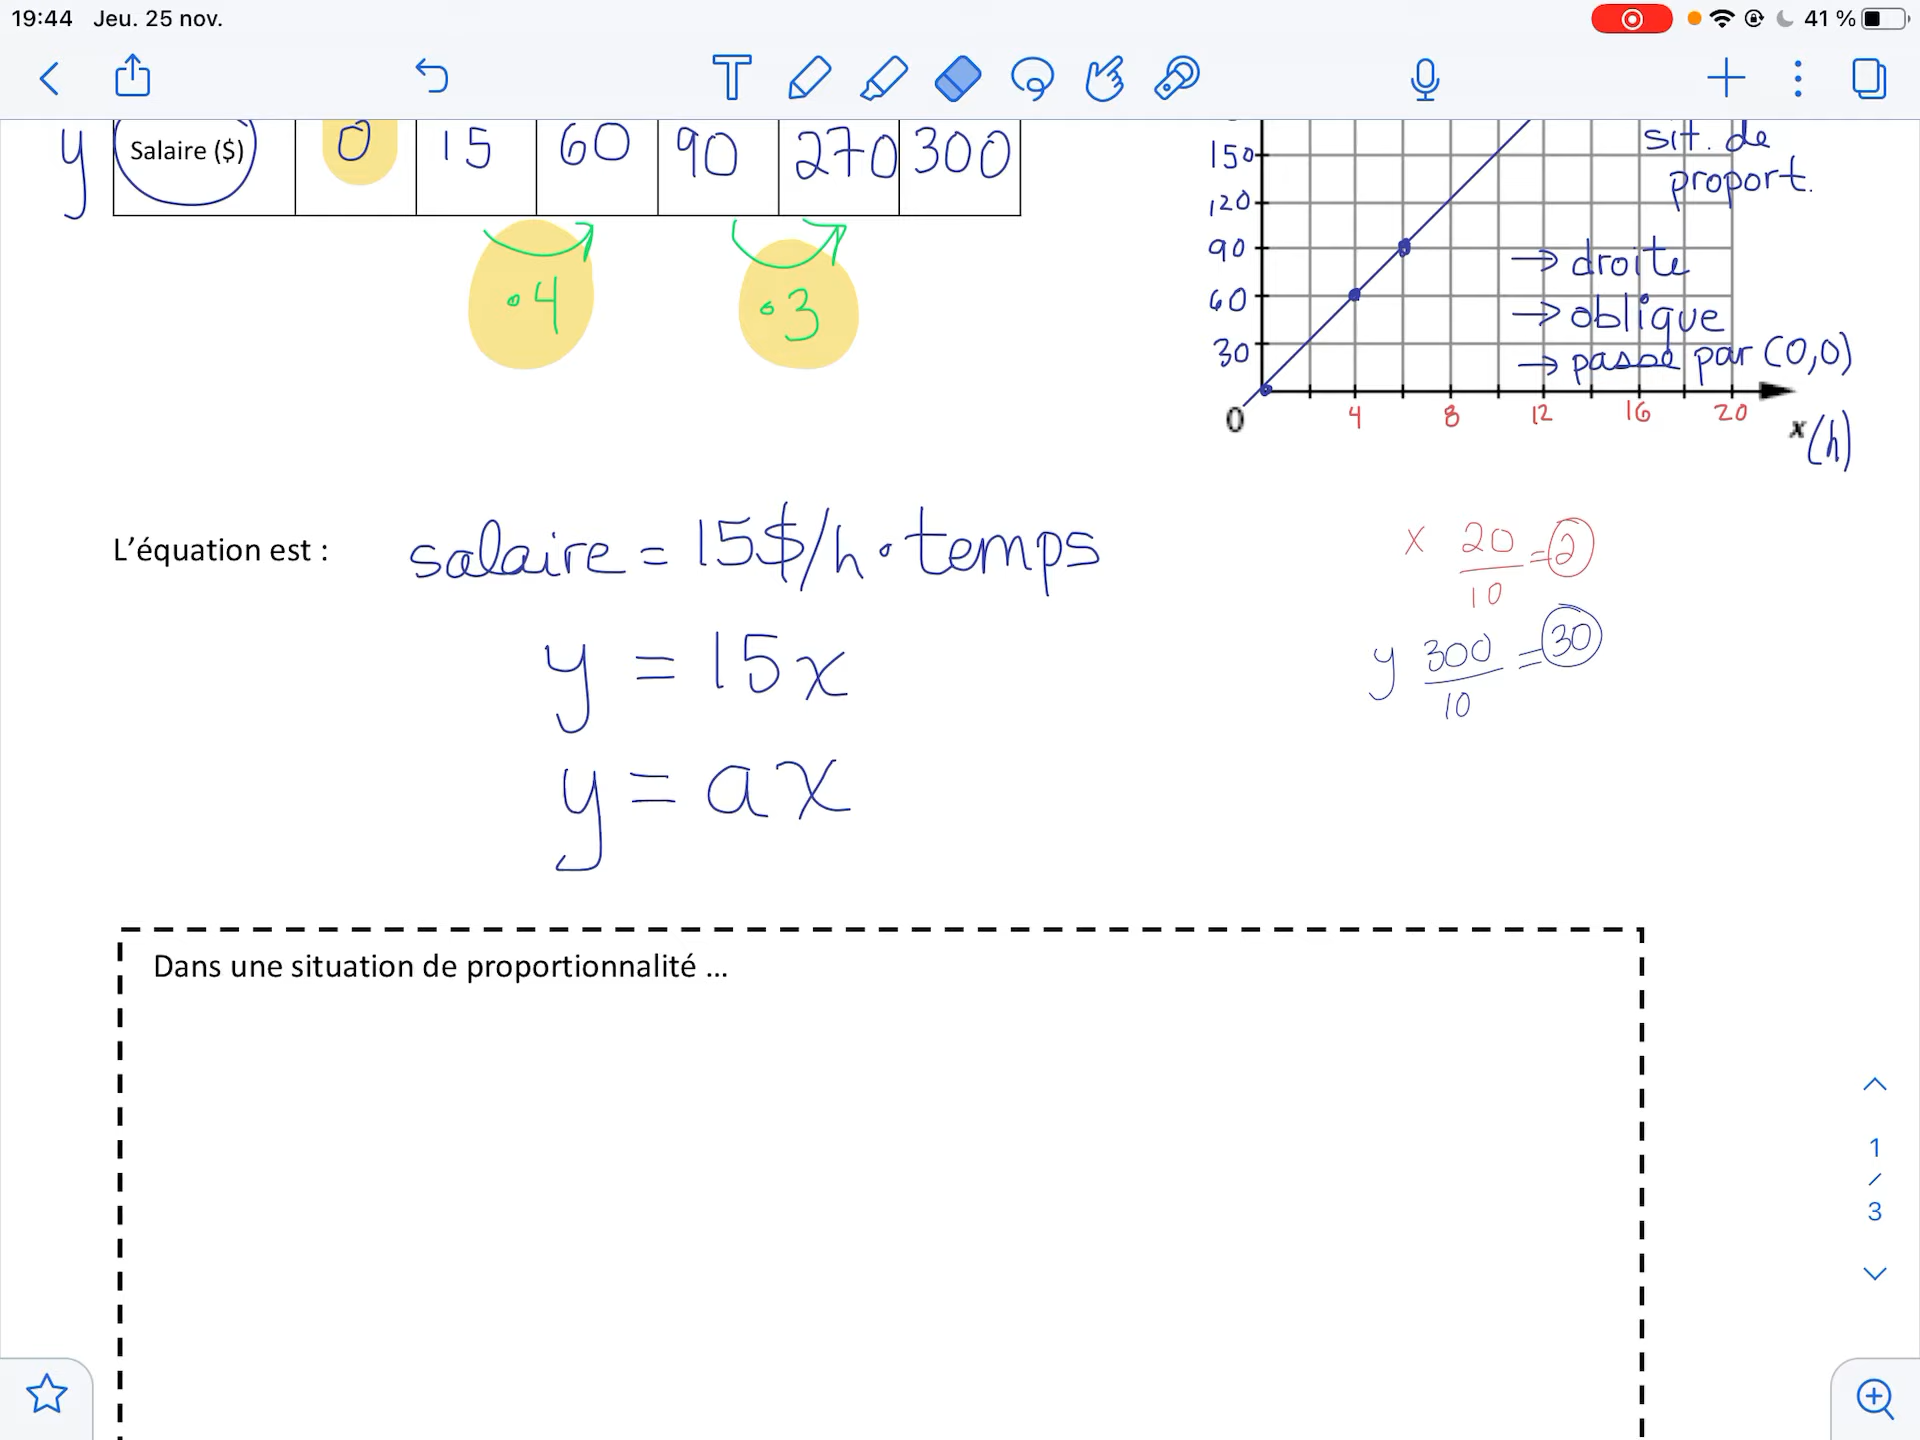 19:44 Jeu. 25 nov. 41 %
T
y Salaire ($) 0 15 60 90 270 300
• 4 • 3
sit. de
proport.
150
120
90
60
30
→ droite
→ oblique
→ passe par (0,0)
0 4 8 12 16 20 x (h)
L'équation est : salaire = 15$/h • temps
y = 15x
y = ax
x 20/10 = 2
y 300/10 = 30
Dans une situation de proportionnalité ...
1
/
3